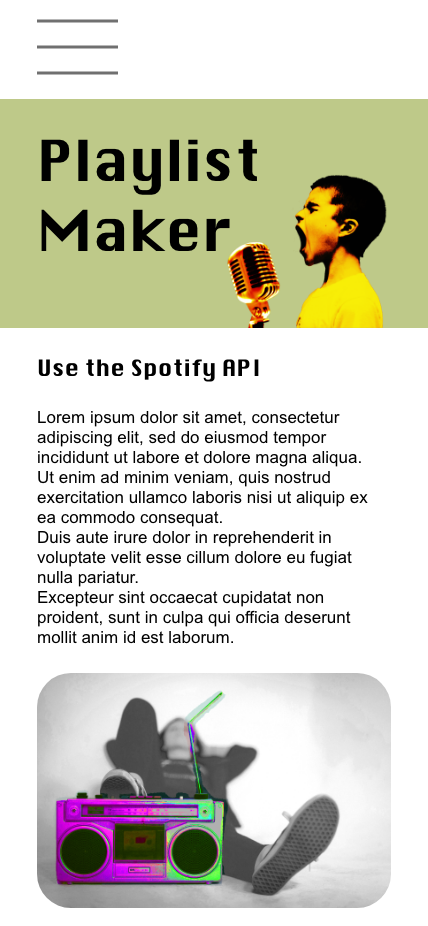 Playlist
Maker
Use the Spotify API
Lorem ipsum dolor sit amet, consectetur
adipiscing elit, sed do eiusmod tempor
incididunt ut labore et dolore magna aliqua.
Ut enim ad minim veniam, quis nostrud
exercitation ullamco laboris nisi ut aliquip ex
ea commodo consequat.
Duis aute irure dolor in reprehenderit in
voluptate velit esse cillum dolore eu fugiat
nulla pariatur.
Excepteur sint occaecat cupidatat non
proident, sunt in culpa qui officia deserunt
mollit anim id est laborum.